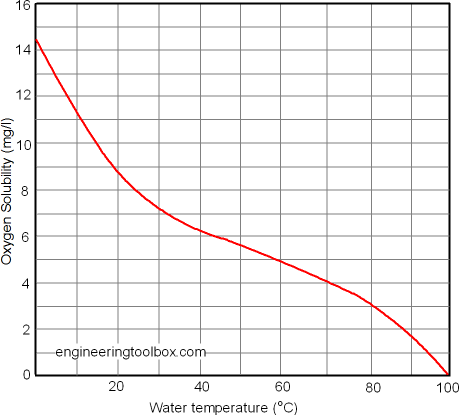 16
14
12
10
8
6
4
2
0
Oxygen Solubility (mg/l)
engineeringtoolbox.com
20 40 60 80 100
Water temperature (°C)